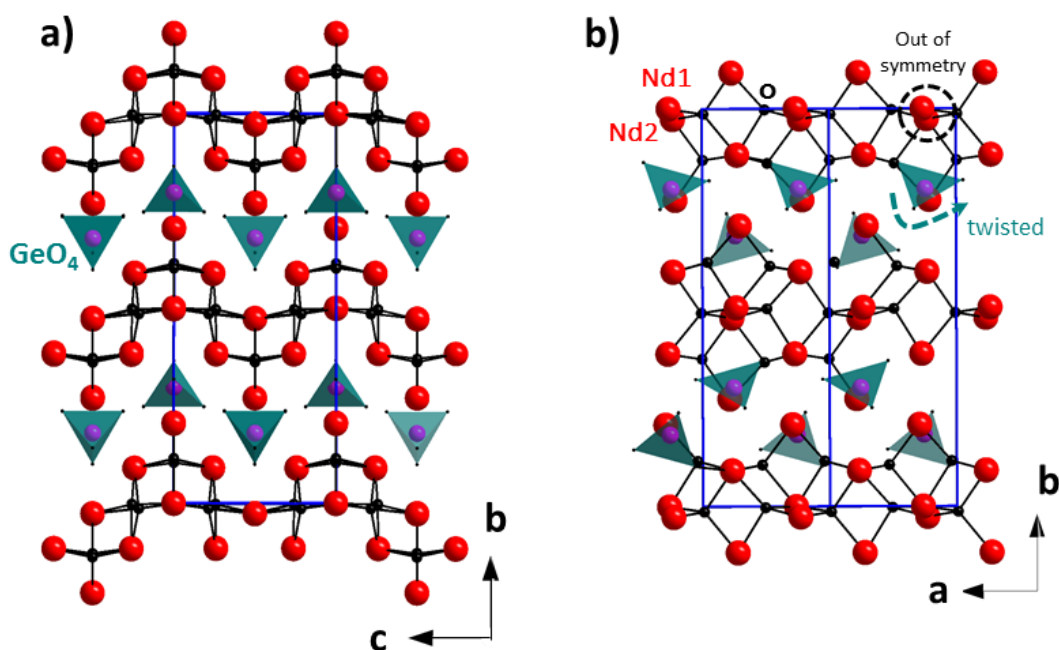 a)
GeO₄
b
c
b)
Out of
symmetry
Nd1
o
Nd2
twisted
b
a